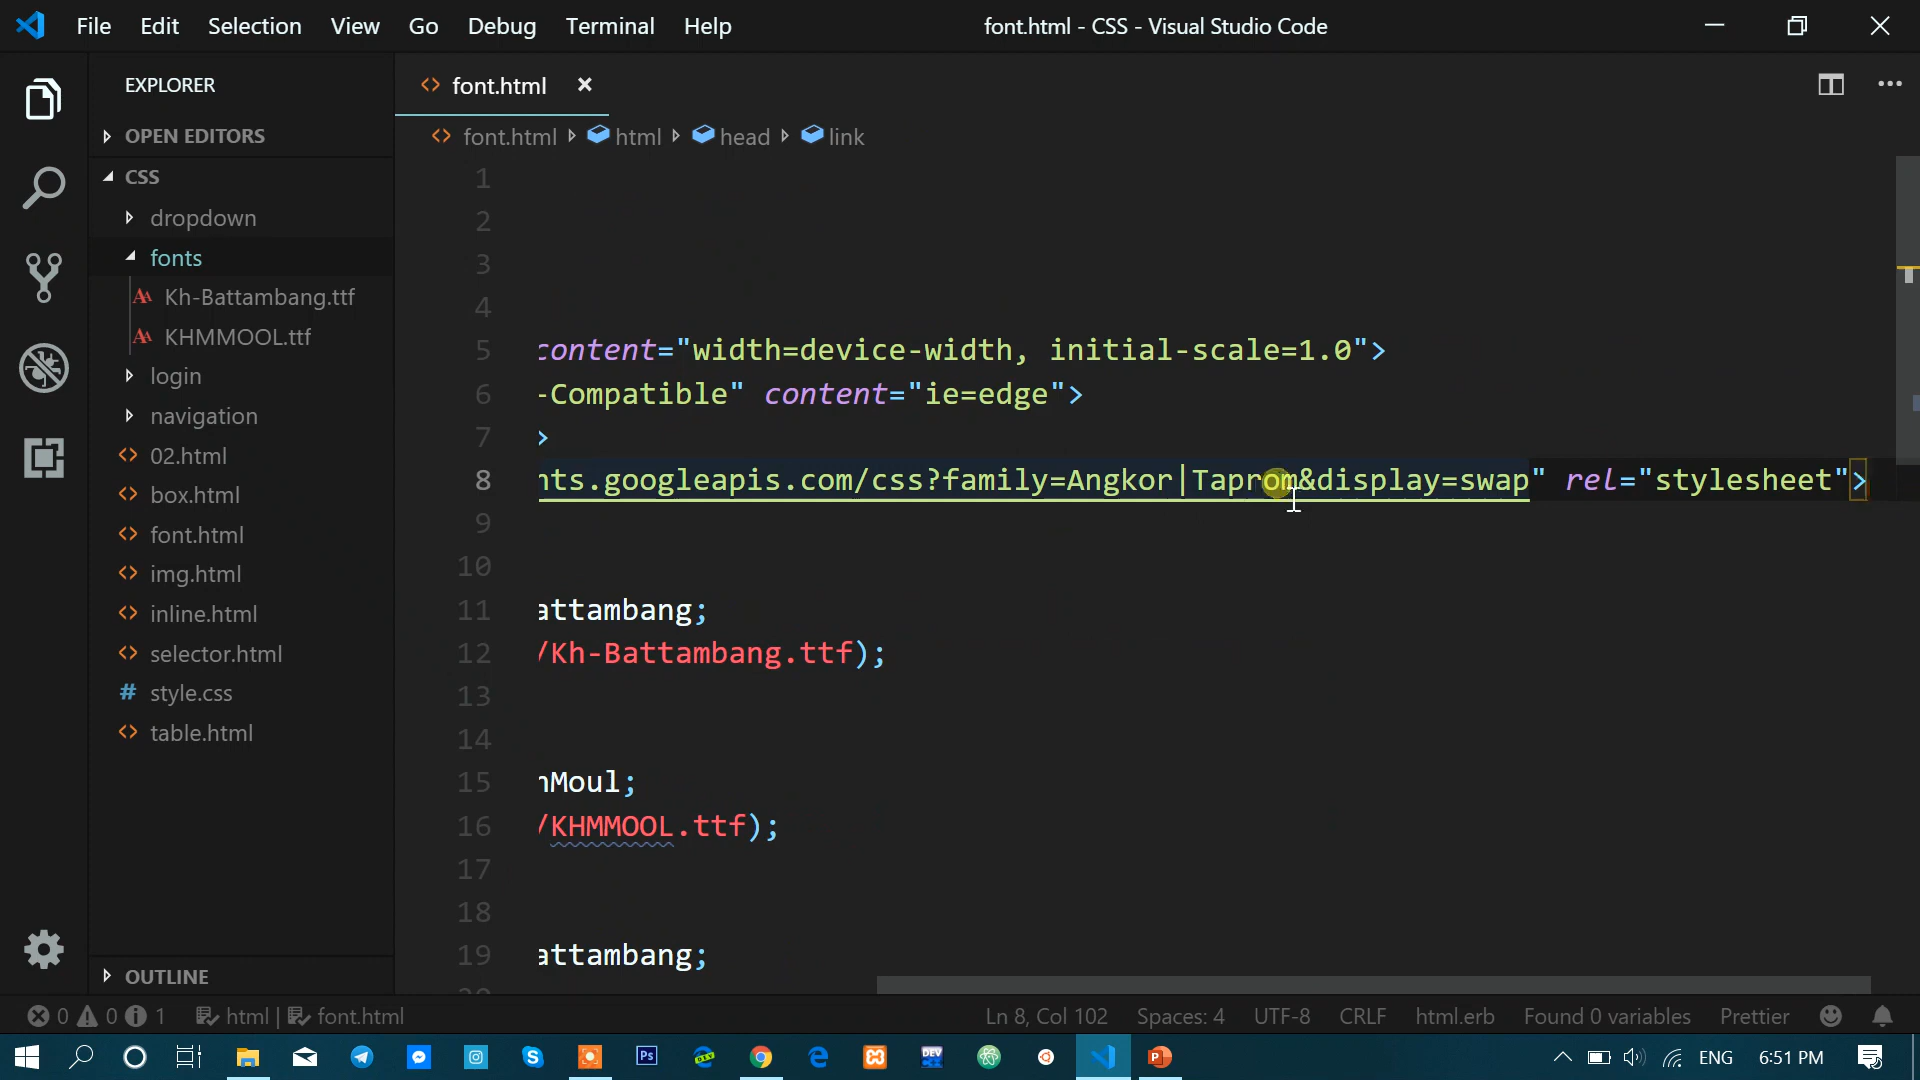 File Edit Selection View Go Debug Terminal Help
font.html - CSS - Visual Studio Code
EXPLORER
OPEN EDITORS
CSS
dropdown
fonts
Kh-Battambang.ttf
KHMMOOL.ttf
login
navigation
02.html
box.html
font.html
img.html
inline.html
selector.html
style.css
table.html
OUTLINE
font.html
font.html html head link
1
2
3
4
5 content="width=device-width, initial-scale=1.0">
6 -Compatible" content="ie=edge">
7 >
8 nts.googleapis.com/css?family=Angkor|Taprom&display=swap" rel="stylesheet">
9
10
11 attambang;
12 /Kh-Battambang.ttf);
13
14
15 Moul;
16 /KHMMOOL.ttf);
17
18
19 attambang;
0 0 1 html | font.html Ln 8, Col 102 Spaces: 4 UTF-8 CRLF html.erb Found 0 variables Prettier
Ps DEV ENG 6:51 PM